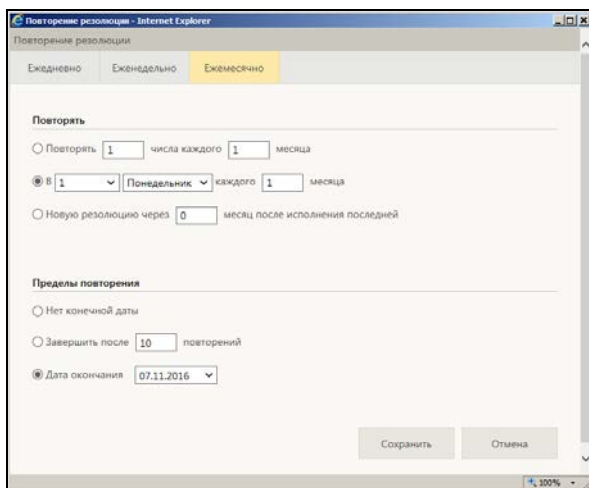 Повторение резолюции - Internet Explorer
Повторение резолюции
Ежедневно Еженедельно Ежемесячно
Повторять
Повторять 1 числа каждого 1 месяца
В 1 Понедельник каждого 1 месяца
Новую резолюцию через 0 месяц после исполнения последней
Пределы повторения
Нет конечной даты
Завершить после 10 повторений
Дата окончания 07.11.2016
Сохранить Отмена
100%